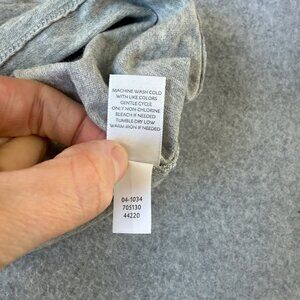 MACHINE WASH COLD
WITH LIKE COLORS
GENTLE CYCLE
ONLY NON-CHLORINE
BLEACH IF NEEDED
TUMBLE DRY LOW
WARM IRON IF NEEDED
04-1034
705130
44220